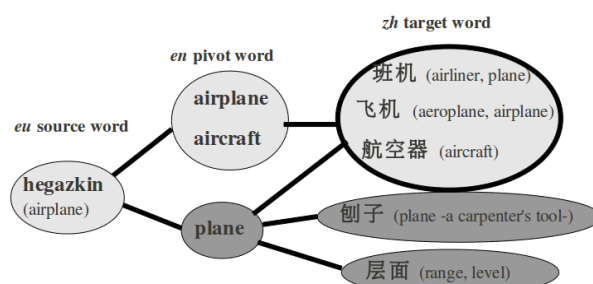 zh target word
en pivot word
班机 (airliner, plane)
airplane
飞机 (aeroplane, airplane)
aircraft
航空器 (aircraft)
eu source word
hegazkin
(airplane)
plane
刨子 (plane -a carpenter's tool-)
层面 (range, level)